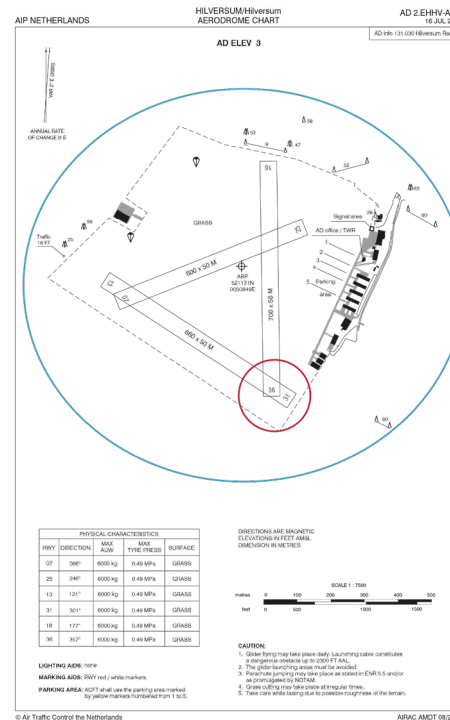 AIP NETHERLANDS
HILVERSUM/Hilversum
AERODROME CHART
AD 2.EHHV-A
16 JUL 2
AD info 131.030 Hilversum Ra
AD ELEV 3
VAR 2° E (2020)
ANNUAL RATE
OF CHANGE 9' E
58
53
47
9
52
63
60
GRASS
18
Signal area
AD office / TWR
1
2
3
4
5
Parking
area
Traffic
14 FT
25
25
600 x 50 M
ARP
521131N
0050849E
13
07
700 x 50 M
660 x 50 M
36
31
60
PHYSICAL CHARACTERISTICS
RWY DIRECTION MAX AUW MAX TYRE PRESS SURFACE
07 066° 6000 kg 0.49 MPa GRASS
25 246° 6000 kg 0.49 MPa GRASS
13 121° 6000 kg 0.49 MPa GRASS
31 301° 6000 kg 0.49 MPa GRASS
18 177° 6000 kg 0.49 MPa GRASS
36 357° 6000 kg 0.49 MPa GRASS
DIRECTIONS ARE MAGNETIC
ELEVATIONS IN FEET AMSL
DIMENSION IN METRES
SCALE 1 : 7500
metres 0 100 200 300 400 500
feet 0 500 1000 1500
LIGHTING AIDS: none
MARKING AIDS: RWY red / white markers.
PARKING AREA: ACFT shall use the parking area marked
by yellow markers numbered from 1 to 5.
CAUTION:
1. Glider flying may take place daily. Launching cable constitutes
a dangerous obstacle up to 2300 FT AAL.
2. The glider launching areas must be avoided.
3. Parachute jumping may take place as stated in ENR 5.5 and/or
as promulgated by NOTAM.
4. Grass cutting may take place at irregular times.
5. Take care while taxiing due to possible roughness of the terrain.
© Air Traffic Control the Netherlands
AIRAC AMDT 08/2